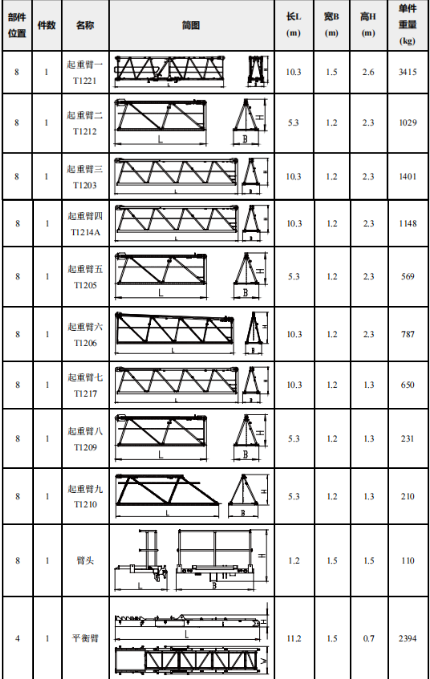 部件位置 件数 名称 简图 长L (m) 宽B (m) 高H (m) 单件重量 (kg)
8 1 起重臂一 T1221 10.3 1.5 2.6 3415
8 1 起重臂二 T1212 L B H 5.3 1.2 2.3 1029
8 1 起重臂三 T1203 L B 10.3 1.2 2.3 1401
8 1 起重臂四 T1214A L B 10.3 1.2 2.3 1148
8 1 起重臂五 T1205 L B H 5.3 1.2 2.3 569
8 1 起重臂六 T1206 L B H 10.3 1.2 2.3 787
8 1 起重臂七 T1217 L B 10.3 1.2 1.3 650
8 1 起重臂八 T1209 L B H 5.3 1.2 1.3 231
8 1 起重臂九 T1210 L B H 5.3 1.2 1.3 210
8 1 臂头 L B H 1.2 1.5 1.5 110
4 1 平衡臂 L H 11.2 1.5 0.7 2394